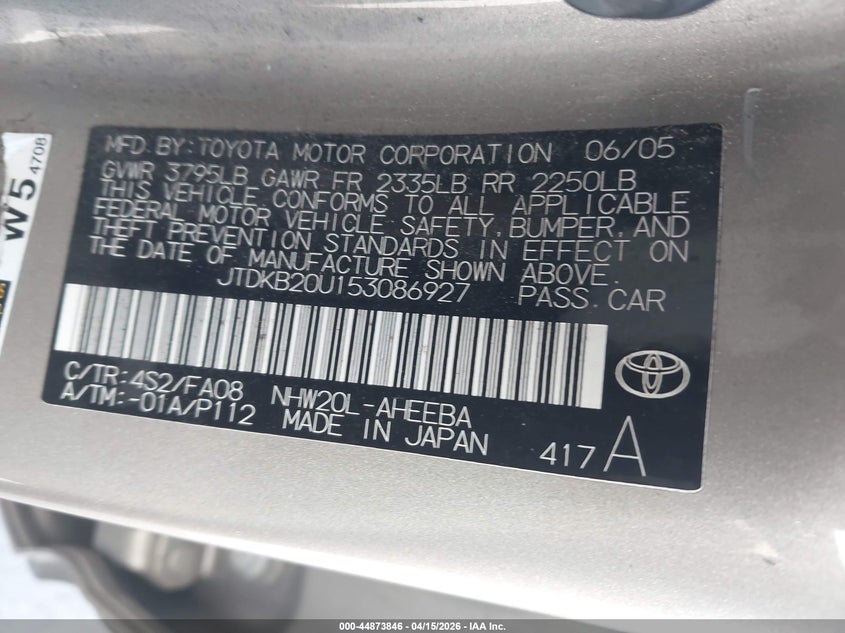 MFD BY: TOYOTA MOTOR CORPORATION 06/05
GVWR 3795LB GAWR FR 2335LB RR 2250LB
THIS VEHICLE CONFORMS TO ALL APPLICABLE
FEDERAL MOTOR VEHICLE SAFETY, BUMPER, AND
THEFT PREVENTION STANDARDS IN EFFECT ON
THE DATE OF MANUFACTURE SHOWN ABOVE.
JTDKB20U153086927 PASS. CAR
C/TR: 4S2/FA08 NHW20L-AHEEBA
A/TM: -01A/P112 MADE IN JAPAN
417A
W5 4708
000-44873846 - 04/15/2026 - IAA Inc.